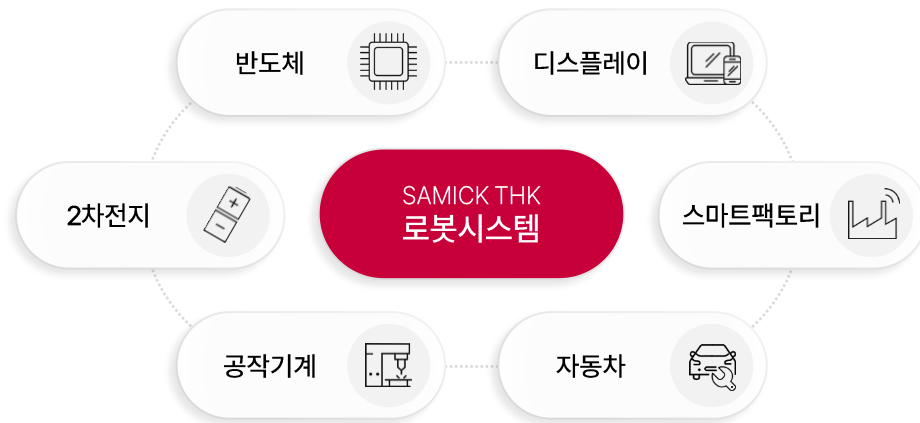 반도체
디스플레이
2차전지
SAMICK THK
로봇시스템
스마트팩토리
공작기계
자동차